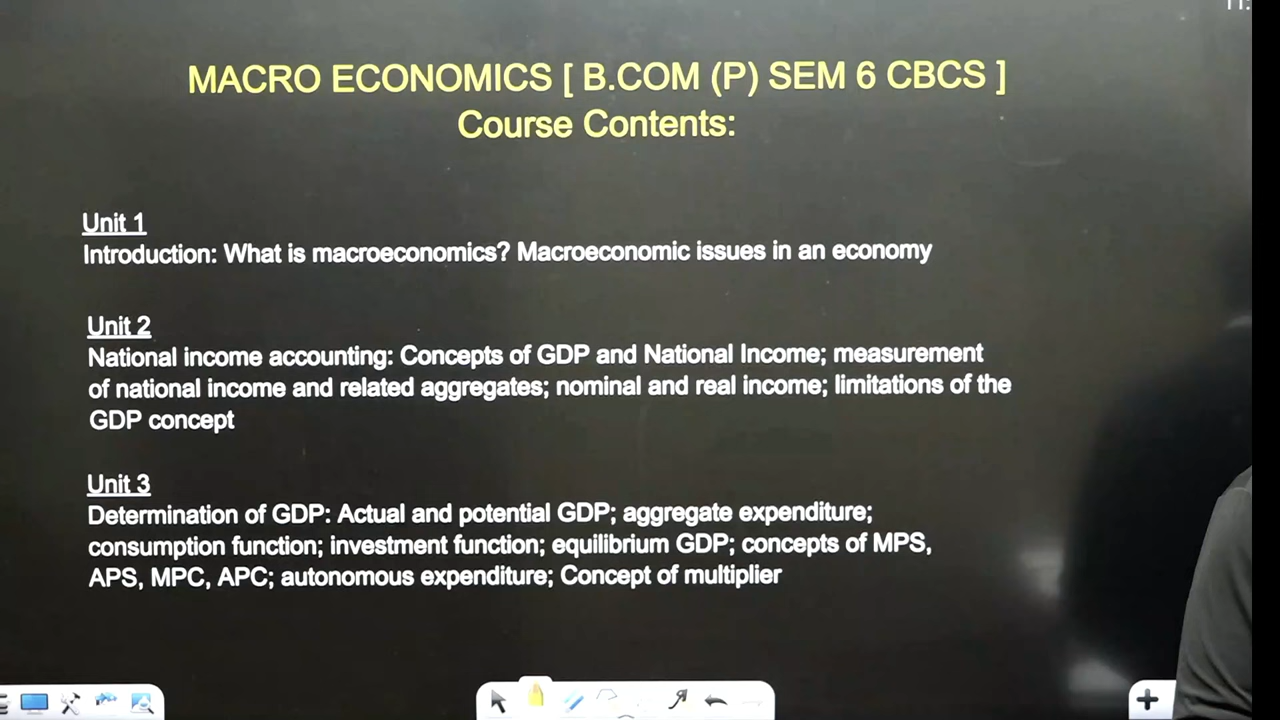 MACRO ECONOMICS [ B.COM (P) SEM 6 CBCS ]
Course Contents:
Unit 1
Introduction: What is macroeconomics? Macroeconomic issues in an economy
Unit 2
National income accounting: Concepts of GDP and National Income; measurement
of national income and related aggregates; nominal and real income; limitations of the
GDP concept
Unit 3
Determination of GDP: Actual and potential GDP; aggregate expenditure;
consumption function; investment function; equilibrium GDP; concepts of MPS,
APS, MPC, APC; autonomous expenditure; Concept of multiplier